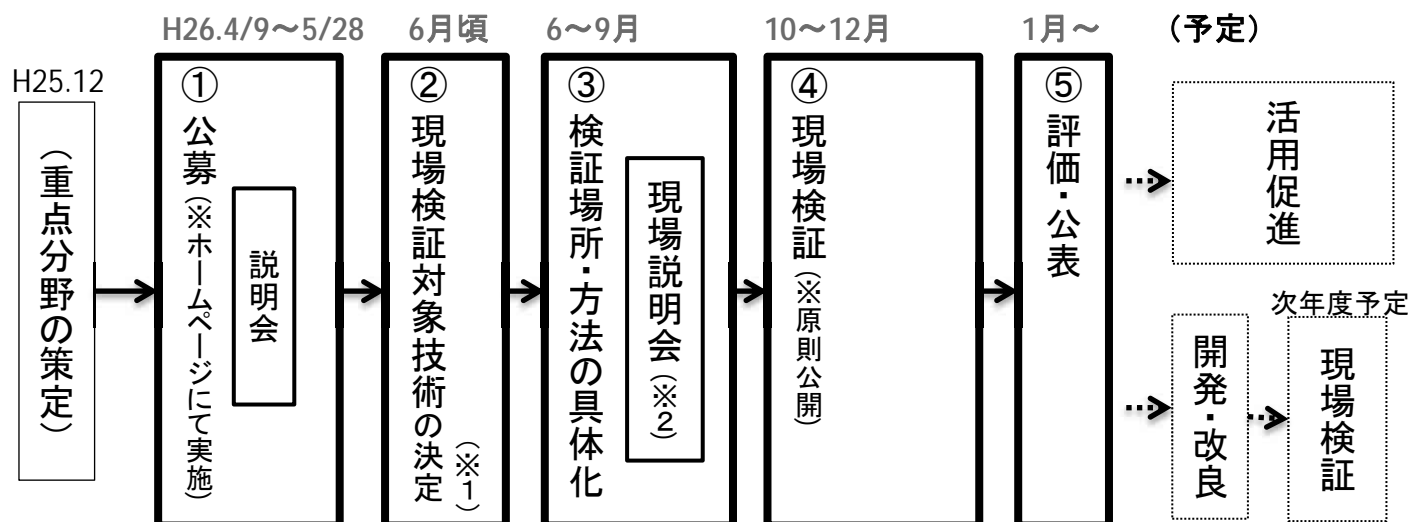 H25.12
（重点分野の策定）
H26.4/9～5/28
①公募（※ホームページにて実施）
説明会
6月頃
②現場検証対象技術の決定（※1）
6～9月
③検証場所・方法の具体化
現場説明会（※2）
10～12月
④現場検証（※原則公開）
1月～
⑤評価・公表
（予定）
活用促進
開発・改良
次年度予定
現場検証